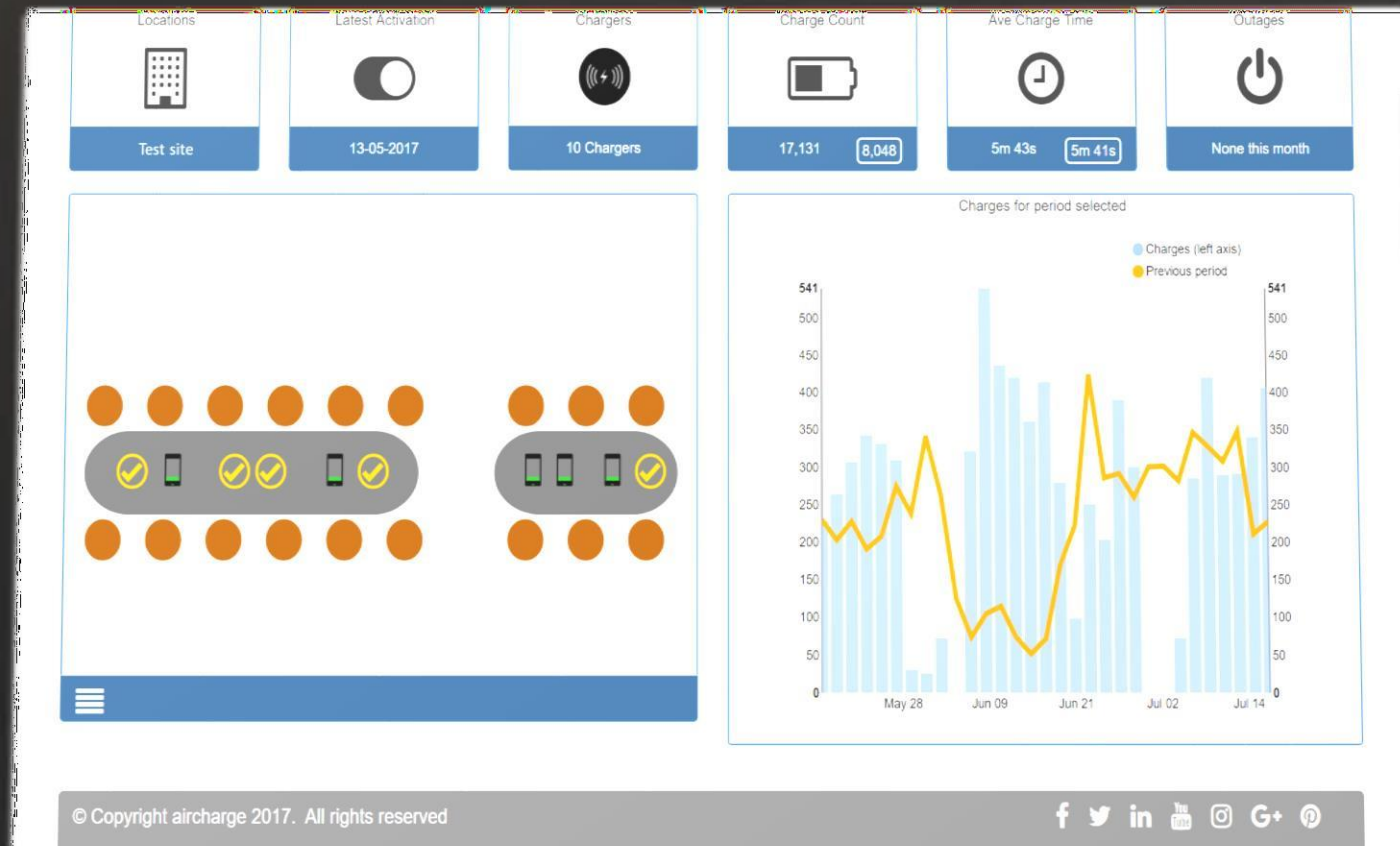 Locations
Latest Activation
Chargers
Charge Count
Ave Charge Time
Outages
Test site
13-05-2017
10 Chargers
17,131 8,048
5m 43s 5m 41s
None this month
Charges for period selected
Charges (left axis)
Previous period
541 541
500 500
450 450
400 400
350 350
300 300
250 250
200 200
150 150
100 100
50 50
0 0
May 28 Jun 09 Jun 21 Jul 02 Jul 14
© Copyright aircharge 2017. All rights reserved
f in You Tube G+